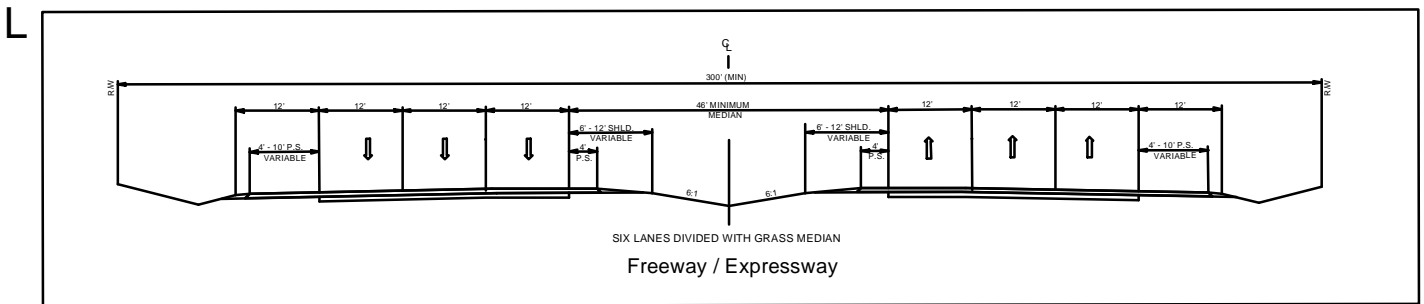 L
℄
300' (MIN)
R.W
R.W
12' 12' 12' 12' 46' MINIMUM 12' 12' 12' 12'
MEDIAN
6' - 12' SHLD. 6' - 12' SHLD.
VARIABLE VARIABLE
4' - 10' P.S. 4' 4' 4' - 10' P.S.
VARIABLE P.S. P.S. VARIABLE
6:1 6:1
SIX LANES DIVIDED WITH GRASS MEDIAN
Freeway / Expressway